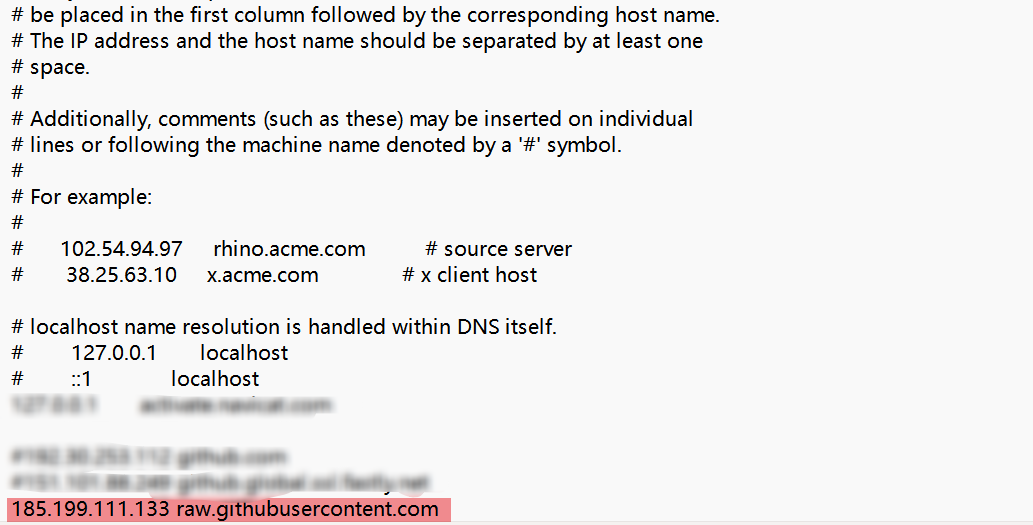 # be placed in the first column followed by the corresponding host name.
# The IP address and the host name should be separated by at least one
# space.
#
# Additionally, comments (such as these) may be inserted on individual
# lines or following the machine name denoted by a '#' symbol.
#
# For example:
#
#      102.54.94.97     rhino.acme.com          # source server
#       38.25.63.10     x.acme.com              # x client host

# localhost name resolution is handled within DNS itself.
#       127.0.0.1       localhost
#       ::1             localhost
185.199.111.133 raw.githubusercontent.com